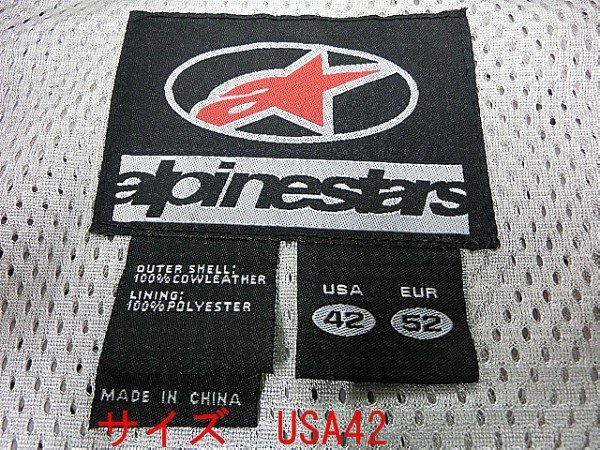 alpinestars
OUTER SHELL:
100%COWLEATHER
LINING:
100%POLYESTER
MADE IN CHINA
USA EUR
42 52
サイズ USA42